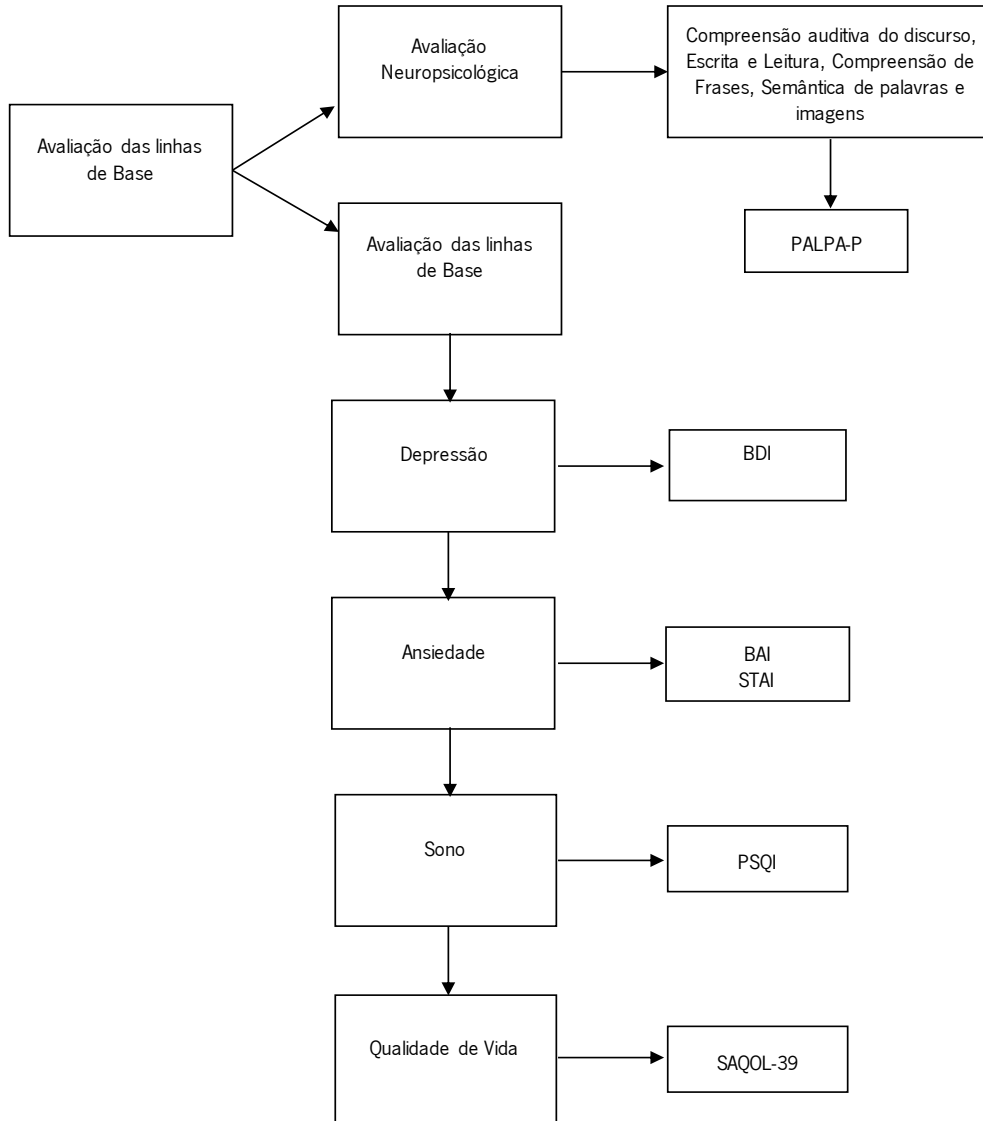 Avaliação
Neuropsicológica
Compreensão auditiva do discurso,
Escrita e Leitura, Compreensão de
Frases, Semântica de palavras e
imagens
Avaliação das linhas
de Base
Avaliação das linhas
de Base
PALPA-P
Depressão
BDI
Ansiedade
BAI
STAI
Sono
PSQI
Qualidade de Vida
SAQOL-39